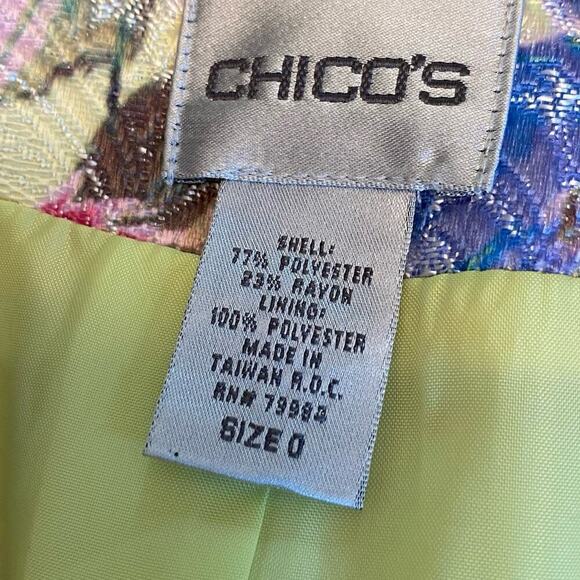 CHICO'S
SHELL:
77% POLYESTER
23% RAYON
LINING:
100% POLYESTER
MADE IN
TAIWAN R.O.C.
RN# 79984
SIZE 0